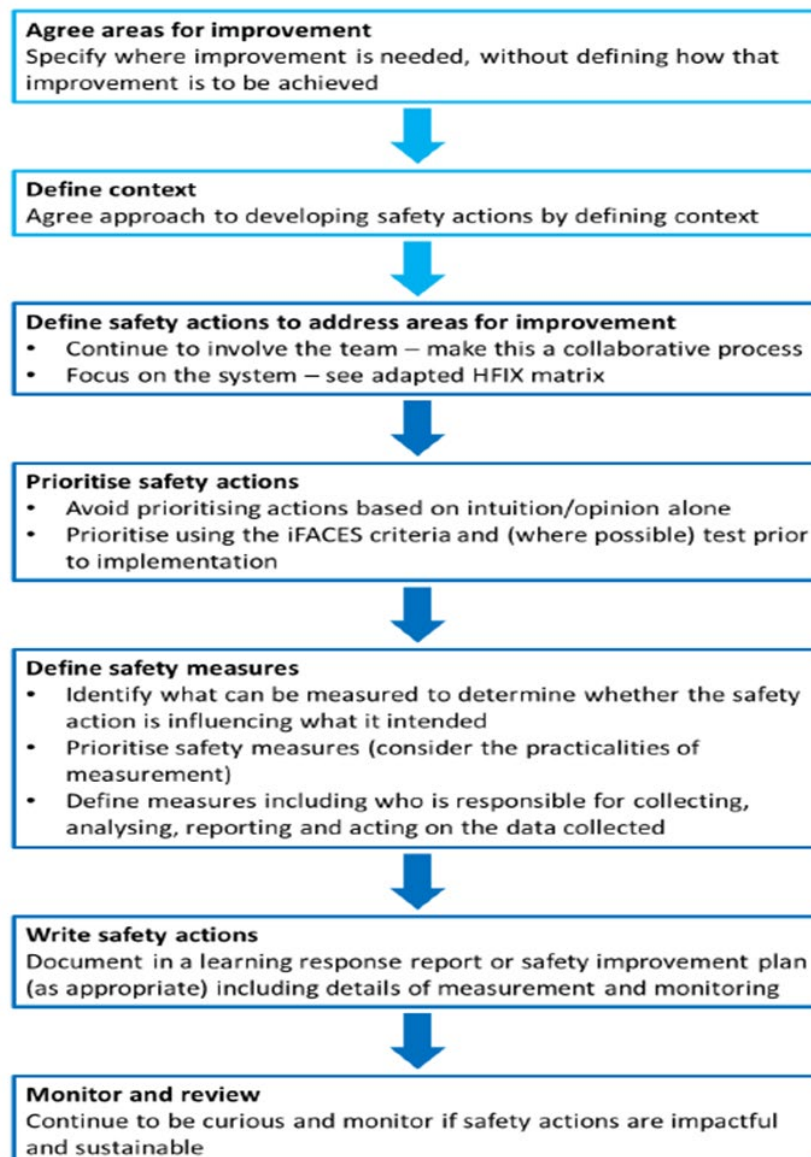 Agree areas for improvement
Specify where improvement is needed, without defining how that
improvement is to be achieved
Define context
Agree approach to developing safety actions by defining context
Define safety actions to address areas for improvement
• Continue to involve the team – make this a collaborative process
• Focus on the system – see adapted HFIX matrix
Prioritise safety actions
• Avoid prioritising actions based on intuition/opinion alone
• Prioritise using the iFACES criteria and (where possible) test prior
to implementation
Define safety measures
• Identify what can be measured to determine whether the safety
action is influencing what it intended
• Prioritise safety measures (consider the practicalities of
measurement)
• Define measures including who is responsible for collecting,
analysing, reporting and acting on the data collected
Write safety actions
Document in a learning response report or safety improvement plan
(as appropriate) including details of measurement and monitoring
Monitor and review
Continue to be curious and monitor if safety actions are impactful
and sustainable